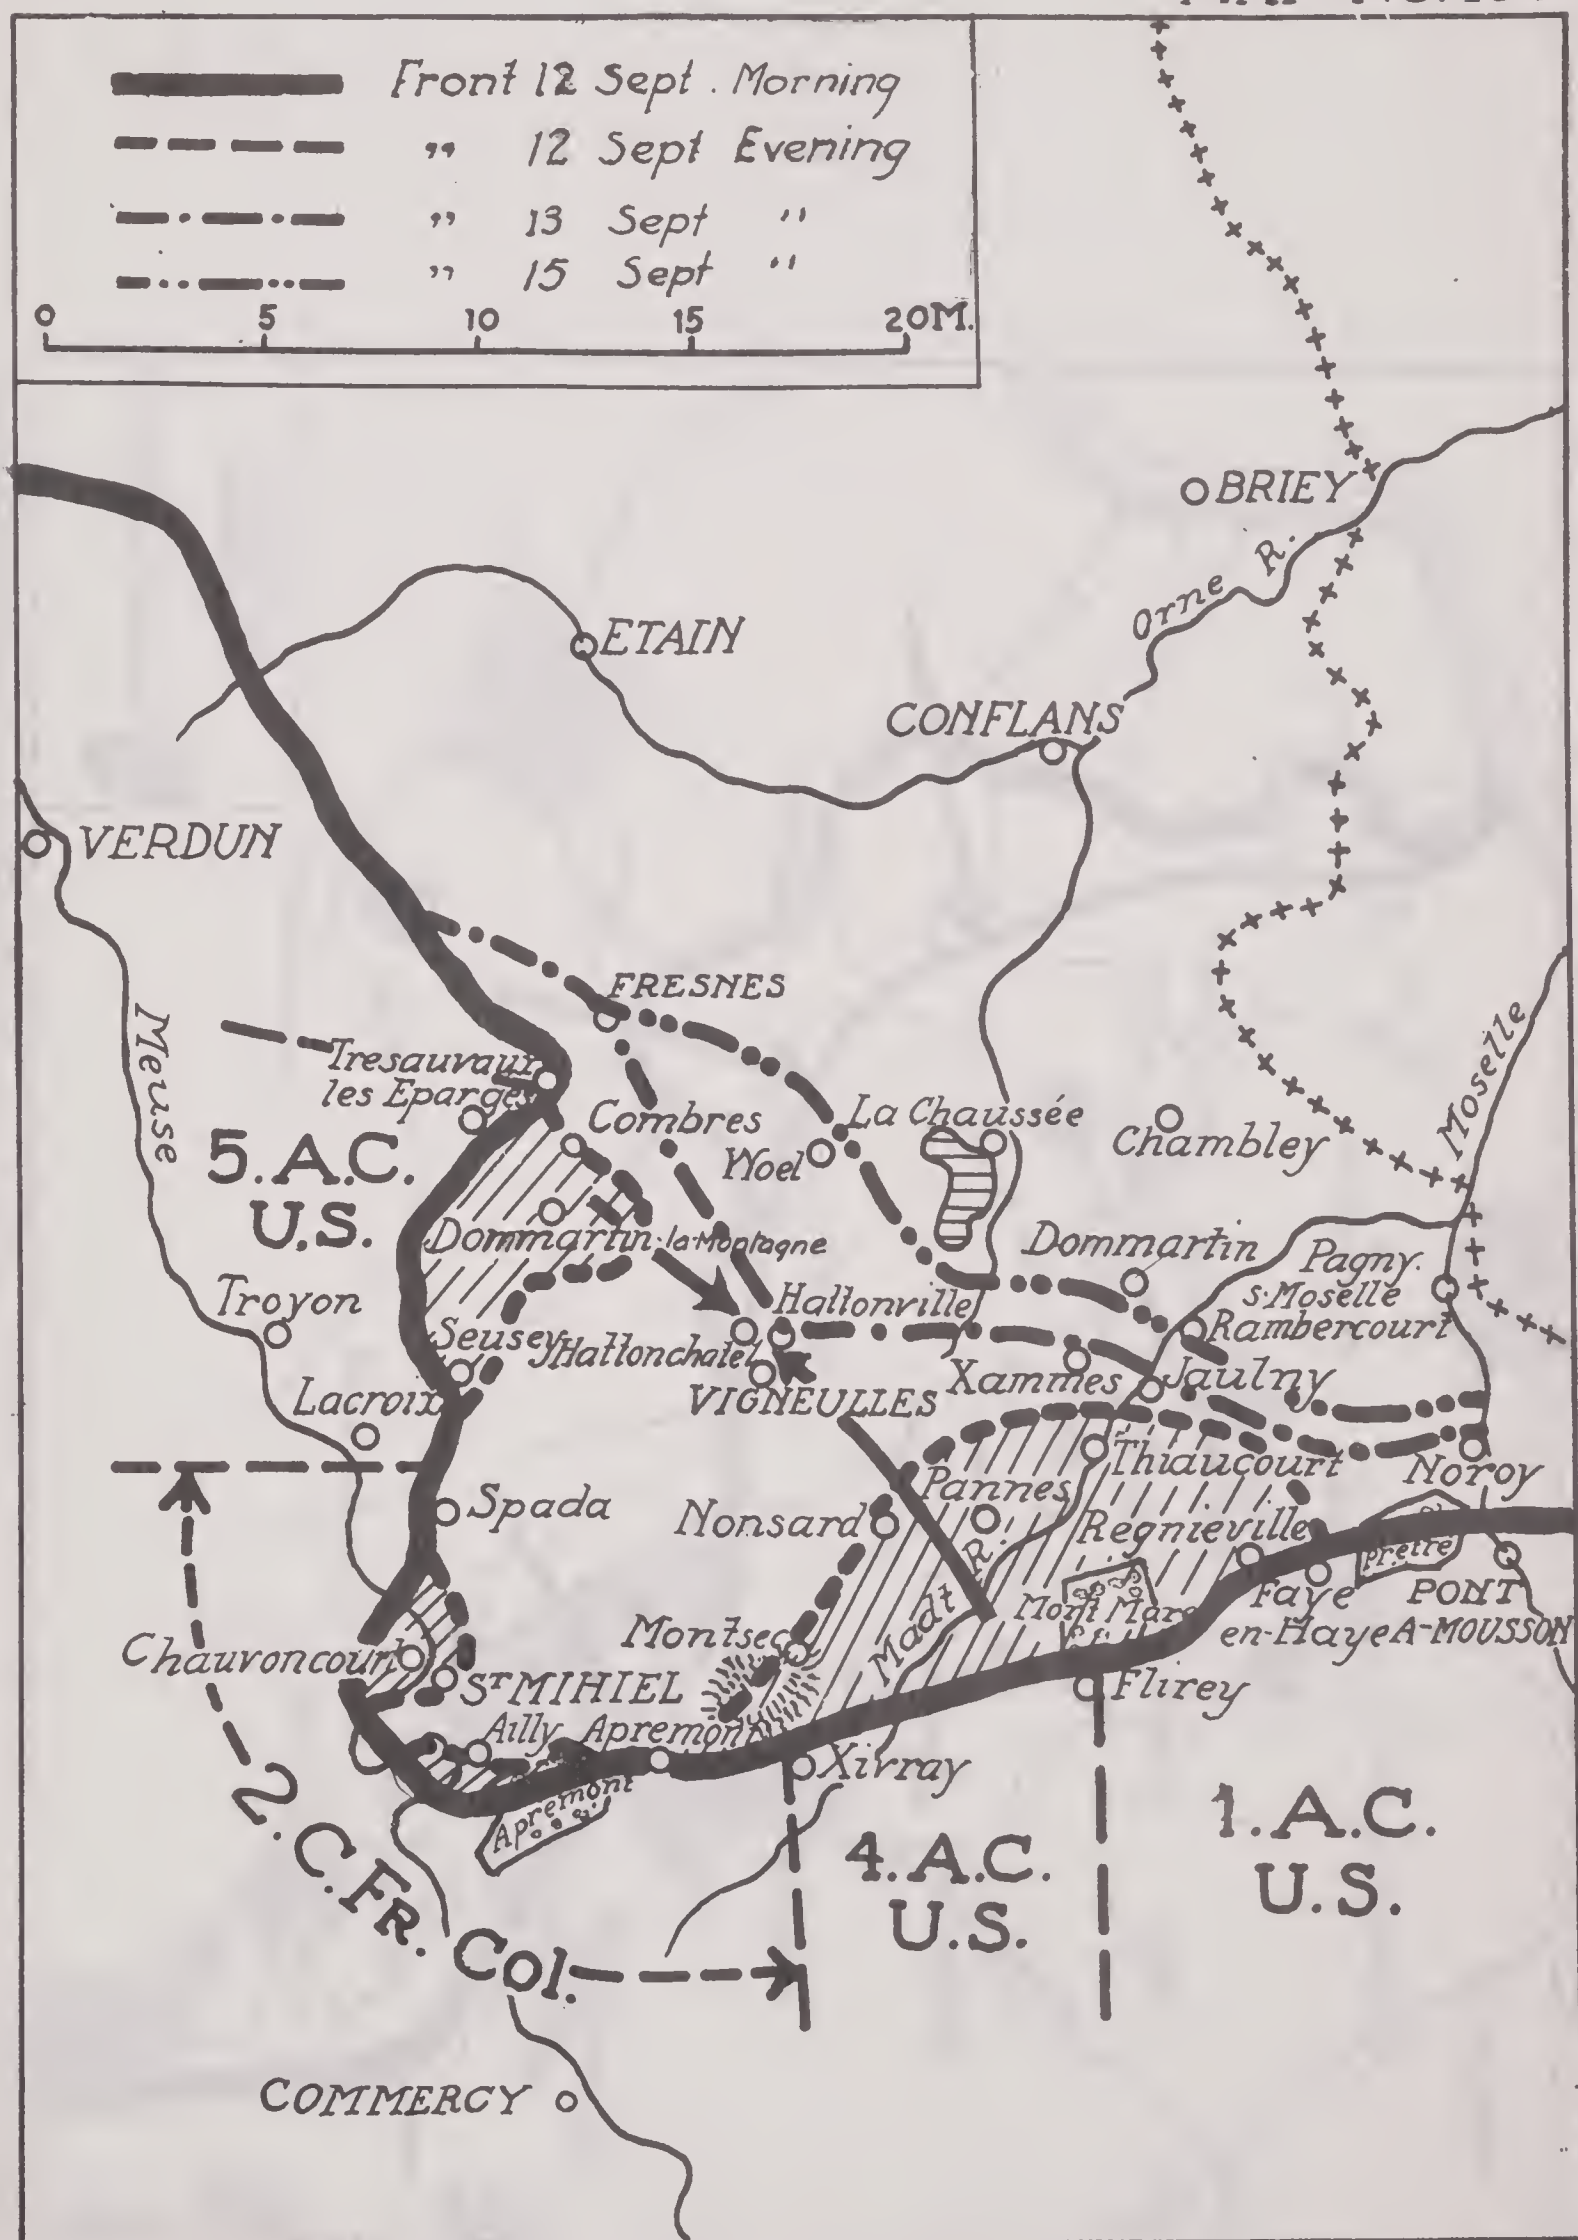 Front 12 Sept. Morning
" 12 Sept Evening
" 13 Sept "
" 15 Sept "
0 5 10 15 20M.
BRIEY
Orne R.
ETAIN
CONFLANS
VERDUN
FRESNES
Meuse
Moselle
Tresauvaux
les Eparges
Combres
La Chaussée
Chambley
Woel
5. A.C.
U.S.
Dommartin-la-Montagne
Dommartin
Pagny.
s. Moselle
Troyon
Hattonville
Rambercourt
Seusey
Hattonchatel
Xammes
Jaulny
VIGNEULLES
Lacroix
Thiaucourt
Noroy
Spada
Pannes
Nonsard
Regnieville
prêtre
Madt R.
Mont Mare
Faye
en-Haye
PONT
A-MOUSSON
Montsec
Chauvoncourt
ST MIHIEL
Flirey
Ailly
Apremont
Xivray
Apremont
2. C. FR. Col.
4. A.C.
U.S.
1. A.C.
U.S.
COMMERCY